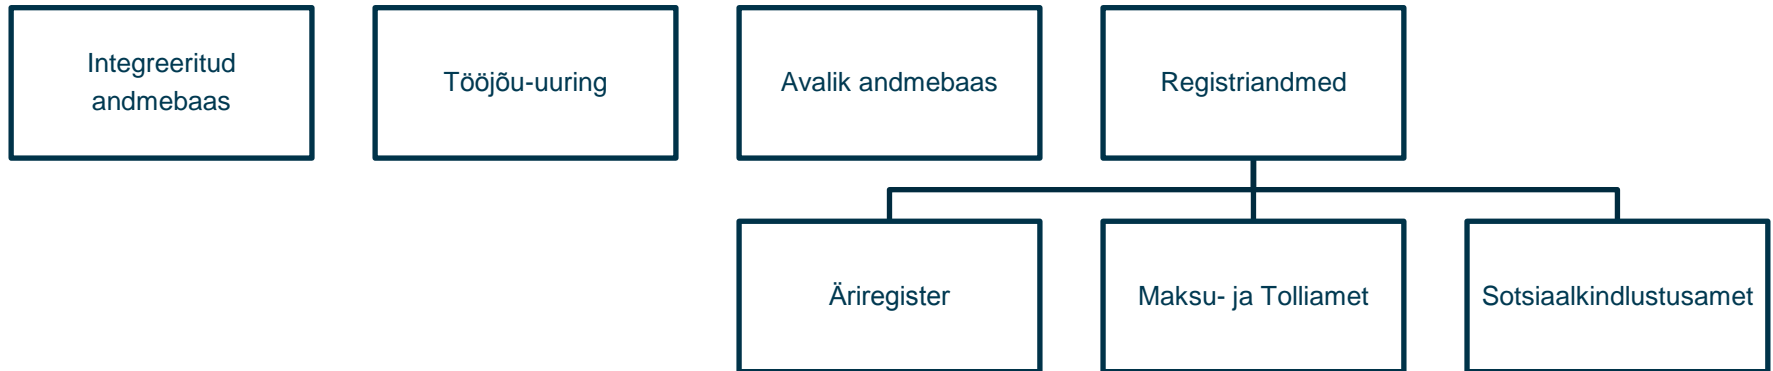 Integreeritud
andmebaas
Tööjõu-uuring
Avalik andmebaas
Registriandmed
Äriregister
Maksu- ja Tolliamet
Sotsiaalkindlustusamet